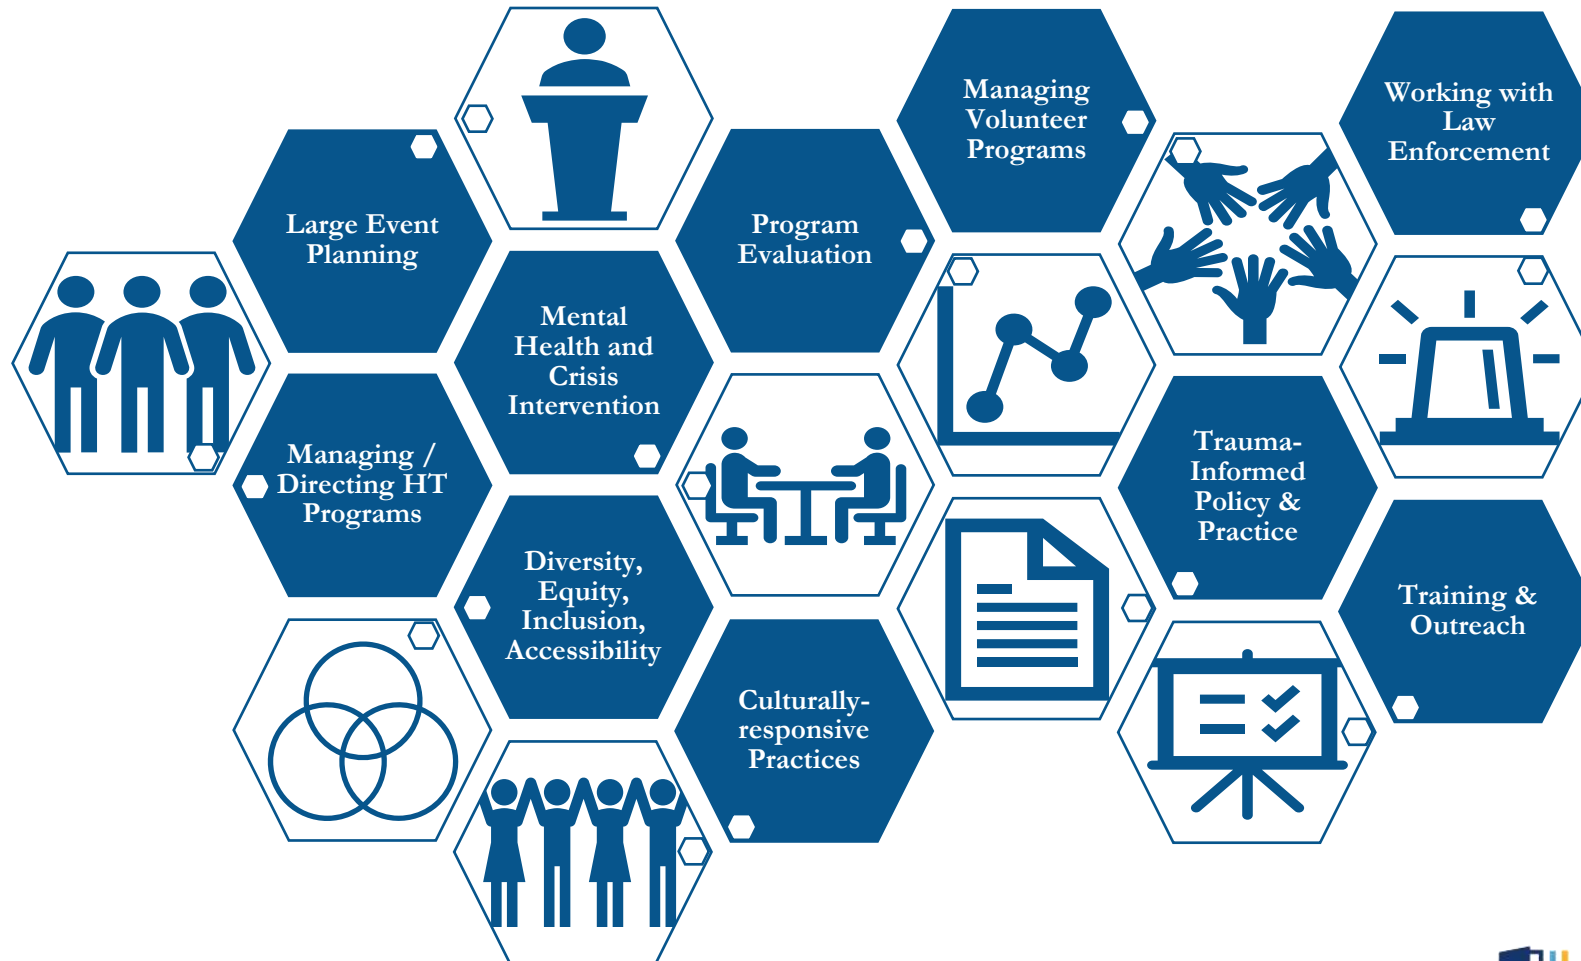 Managing
Volunteer
Programs
Working with
Law
Enforcement
Large Event
Planning
Program
Evaluation
Mental
Health and
Crisis
Intervention
Managing /
Directing HT
Programs
Trauma-
Informed
Policy &
Practice
Diversity,
Equity,
Inclusion,
Accessibility
Training &
Outreach
Culturally-
responsive
Practices